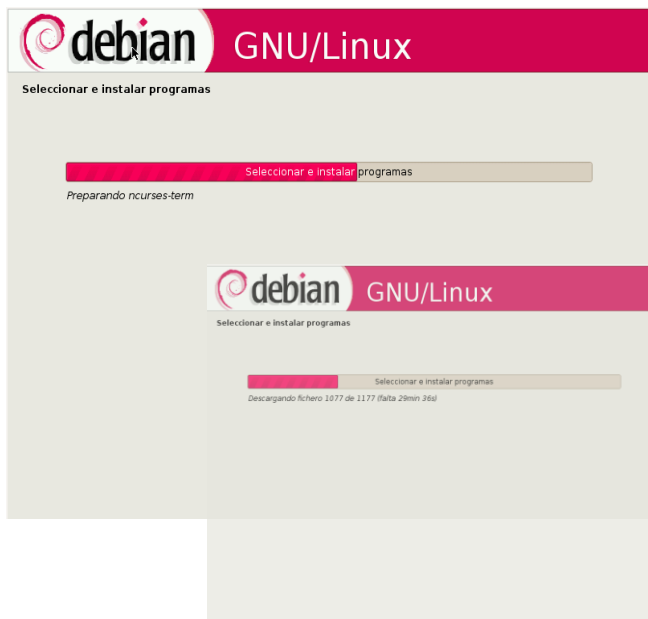 debian GNU/Linux
Seleccionar e instalar programas
Seleccionar e instalar programas
Preparando ncurses-term
debian GNU/Linux
Seleccionar e instalar programas
Seleccionar e instalar programas
Descargando fichero 1077 de 1177 (falta 29min 36s)